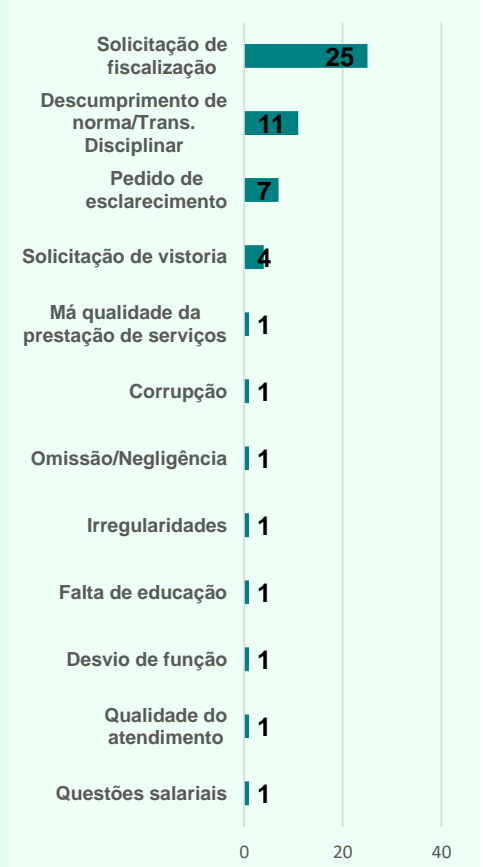 Solicitação de
fiscalização
25
Descumprimento de
norma/Trans.
Disciplinar
11
Pedido de
esclarecimento
7
Solicitação de vistoria
4
Má qualidade da
prestação de serviços
1
Corrupção
1
Omissão/Negligência
1
Irregularidades
1
Falta de educação
1
Desvio de função
1
Qualidade do
atendimento
1
Questões salariais
1
0 20 40